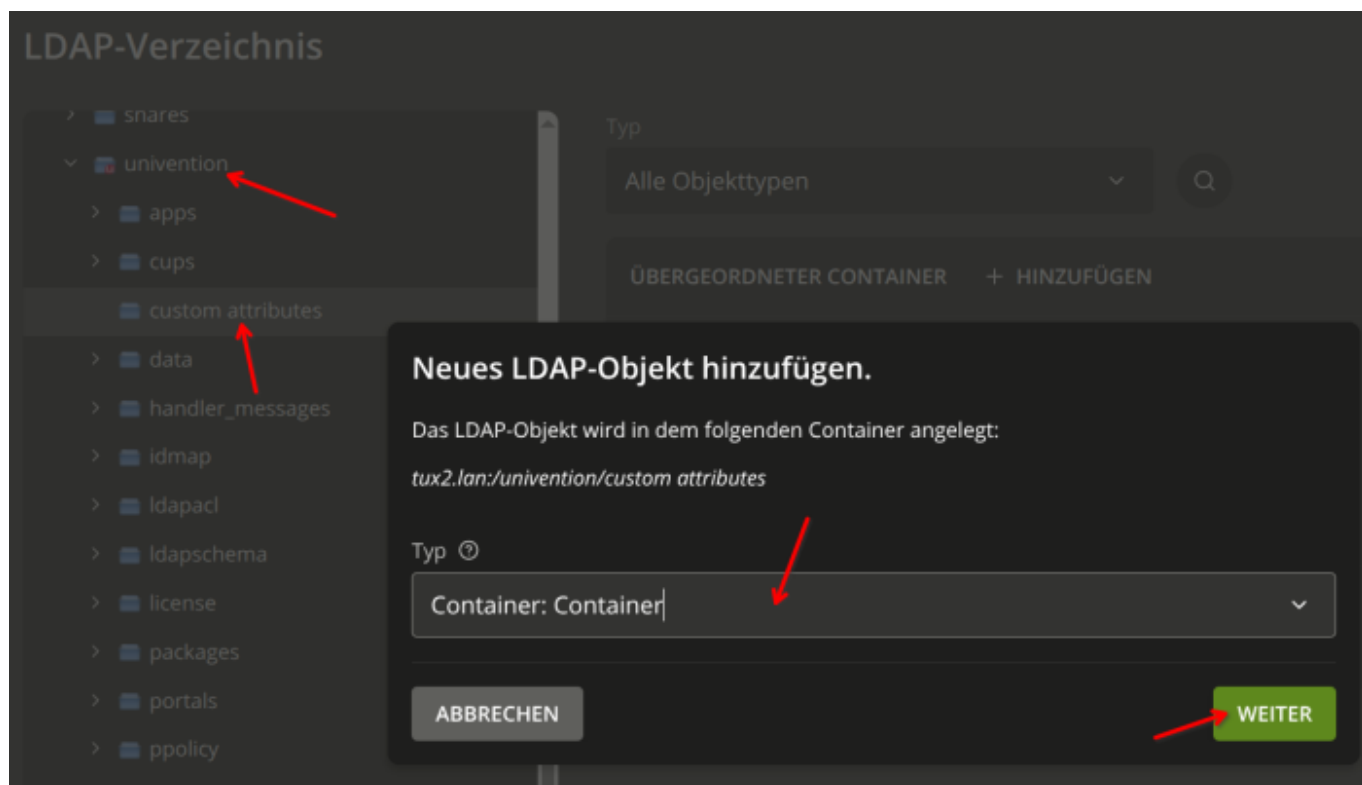 LDAP-Verzeichnis
shares
univention
apps
cups
custom attributes
data
handler_messages
idmap
ldapacl
ldapschema
license
packages
portals
ppolicy
Typ
Alle Objekttypen
ÜBERGEORDNETER CONTAINER + HINZUFÜGEN
Neues LDAP-Objekt hinzufügen.
Das LDAP-Objekt wird in dem folgenden Container angelegt:
tux2.lan:/univention/custom attributes
Typ
Container: Container
ABBRECHEN
WEITER